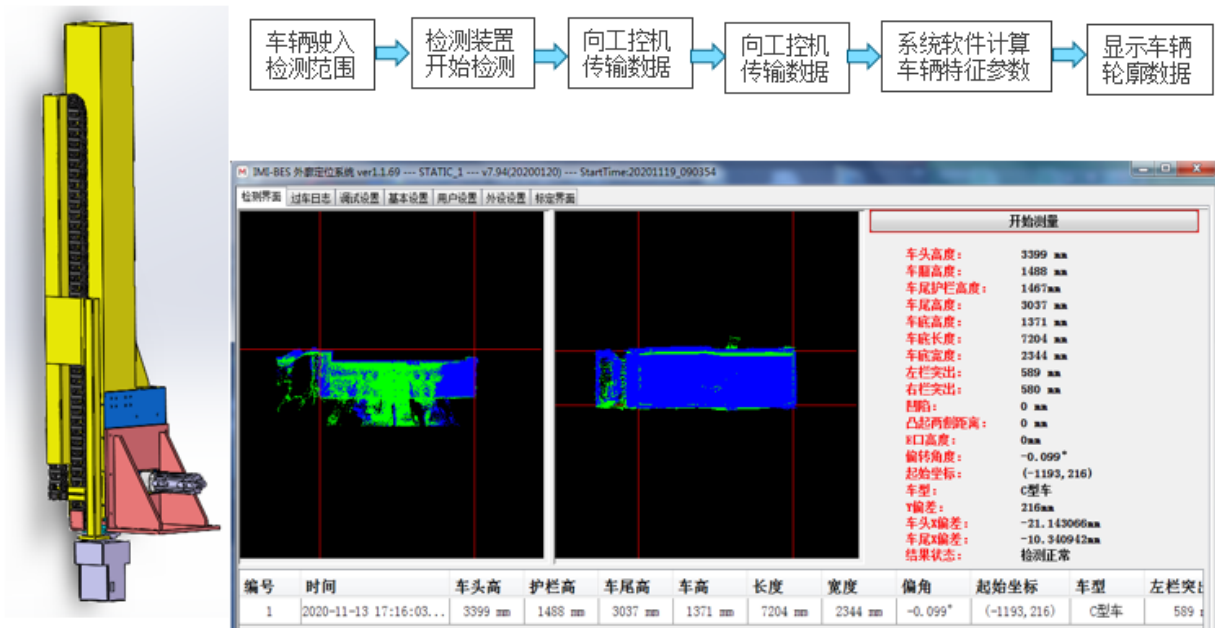 车辆驶入
检测范围
检测装置
开始检测
向工控机
传输数据
向工控机
传输数据
系统软件计算
车辆特征参数
显示车辆
轮廓数据
IMI-BES 外廓定位系统 ver1.1.69 --- STATIC_1 --- v7.94(20200120) --- StartTime:20201119_090354
检测界面 过车日志 调试设置 基本设置 用户设置 外设设置 标定界面
开始测量
车头高度: 3399 mm
车厢高度: 1488 mm
车尾护栏高度: 1467mm
车尾高度: 3037 mm
车底高度: 1371 mm
车底长度: 7204 mm
车底宽度: 2344 mm
左栏突出: 589 mm
右栏突出: 580 mm
凹陷: 0 mm
凸起两侧距离: 0 mm
口高度: 0mm
偏转角度: -0.099°
起始坐标: (-1193,216)
车型: C型车
Y偏差: 216mm
车头X偏差: -21.143066mm
车尾X偏差: -10.340942mm
结果状态: 检测正常
编号 时间 车头高 护栏高 车尾高 车高 长度 宽度 偏角 起始坐标 车型 左栏突
1 2020-11-13 17:16:03... 3399 mm 1488 mm 3037 mm 1371 mm 7204 mm 2344 mm -0.099° (-1193,216) C型车 589